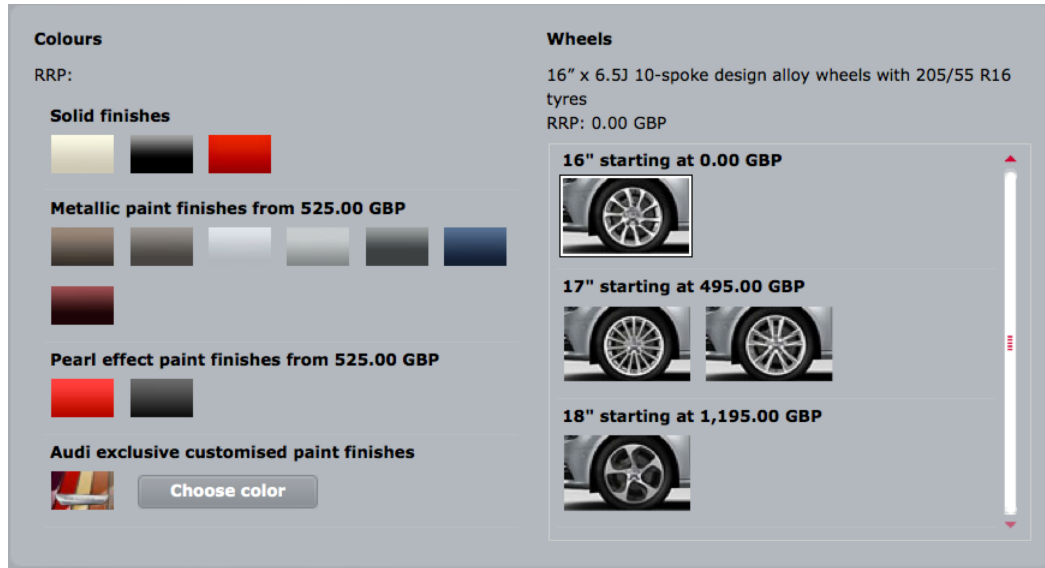 Colours
RRP:
Solid finishes
Metallic paint finishes from 525.00 GBP
Pearl effect paint finishes from 525.00 GBP
Audi exclusive customised paint finishes
Choose color
Wheels
16” x 6.5J 10-spoke design alloy wheels with 205/55 R16
tyres
RRP: 0.00 GBP
16" starting at 0.00 GBP
17" starting at 495.00 GBP
18" starting at 1,195.00 GBP